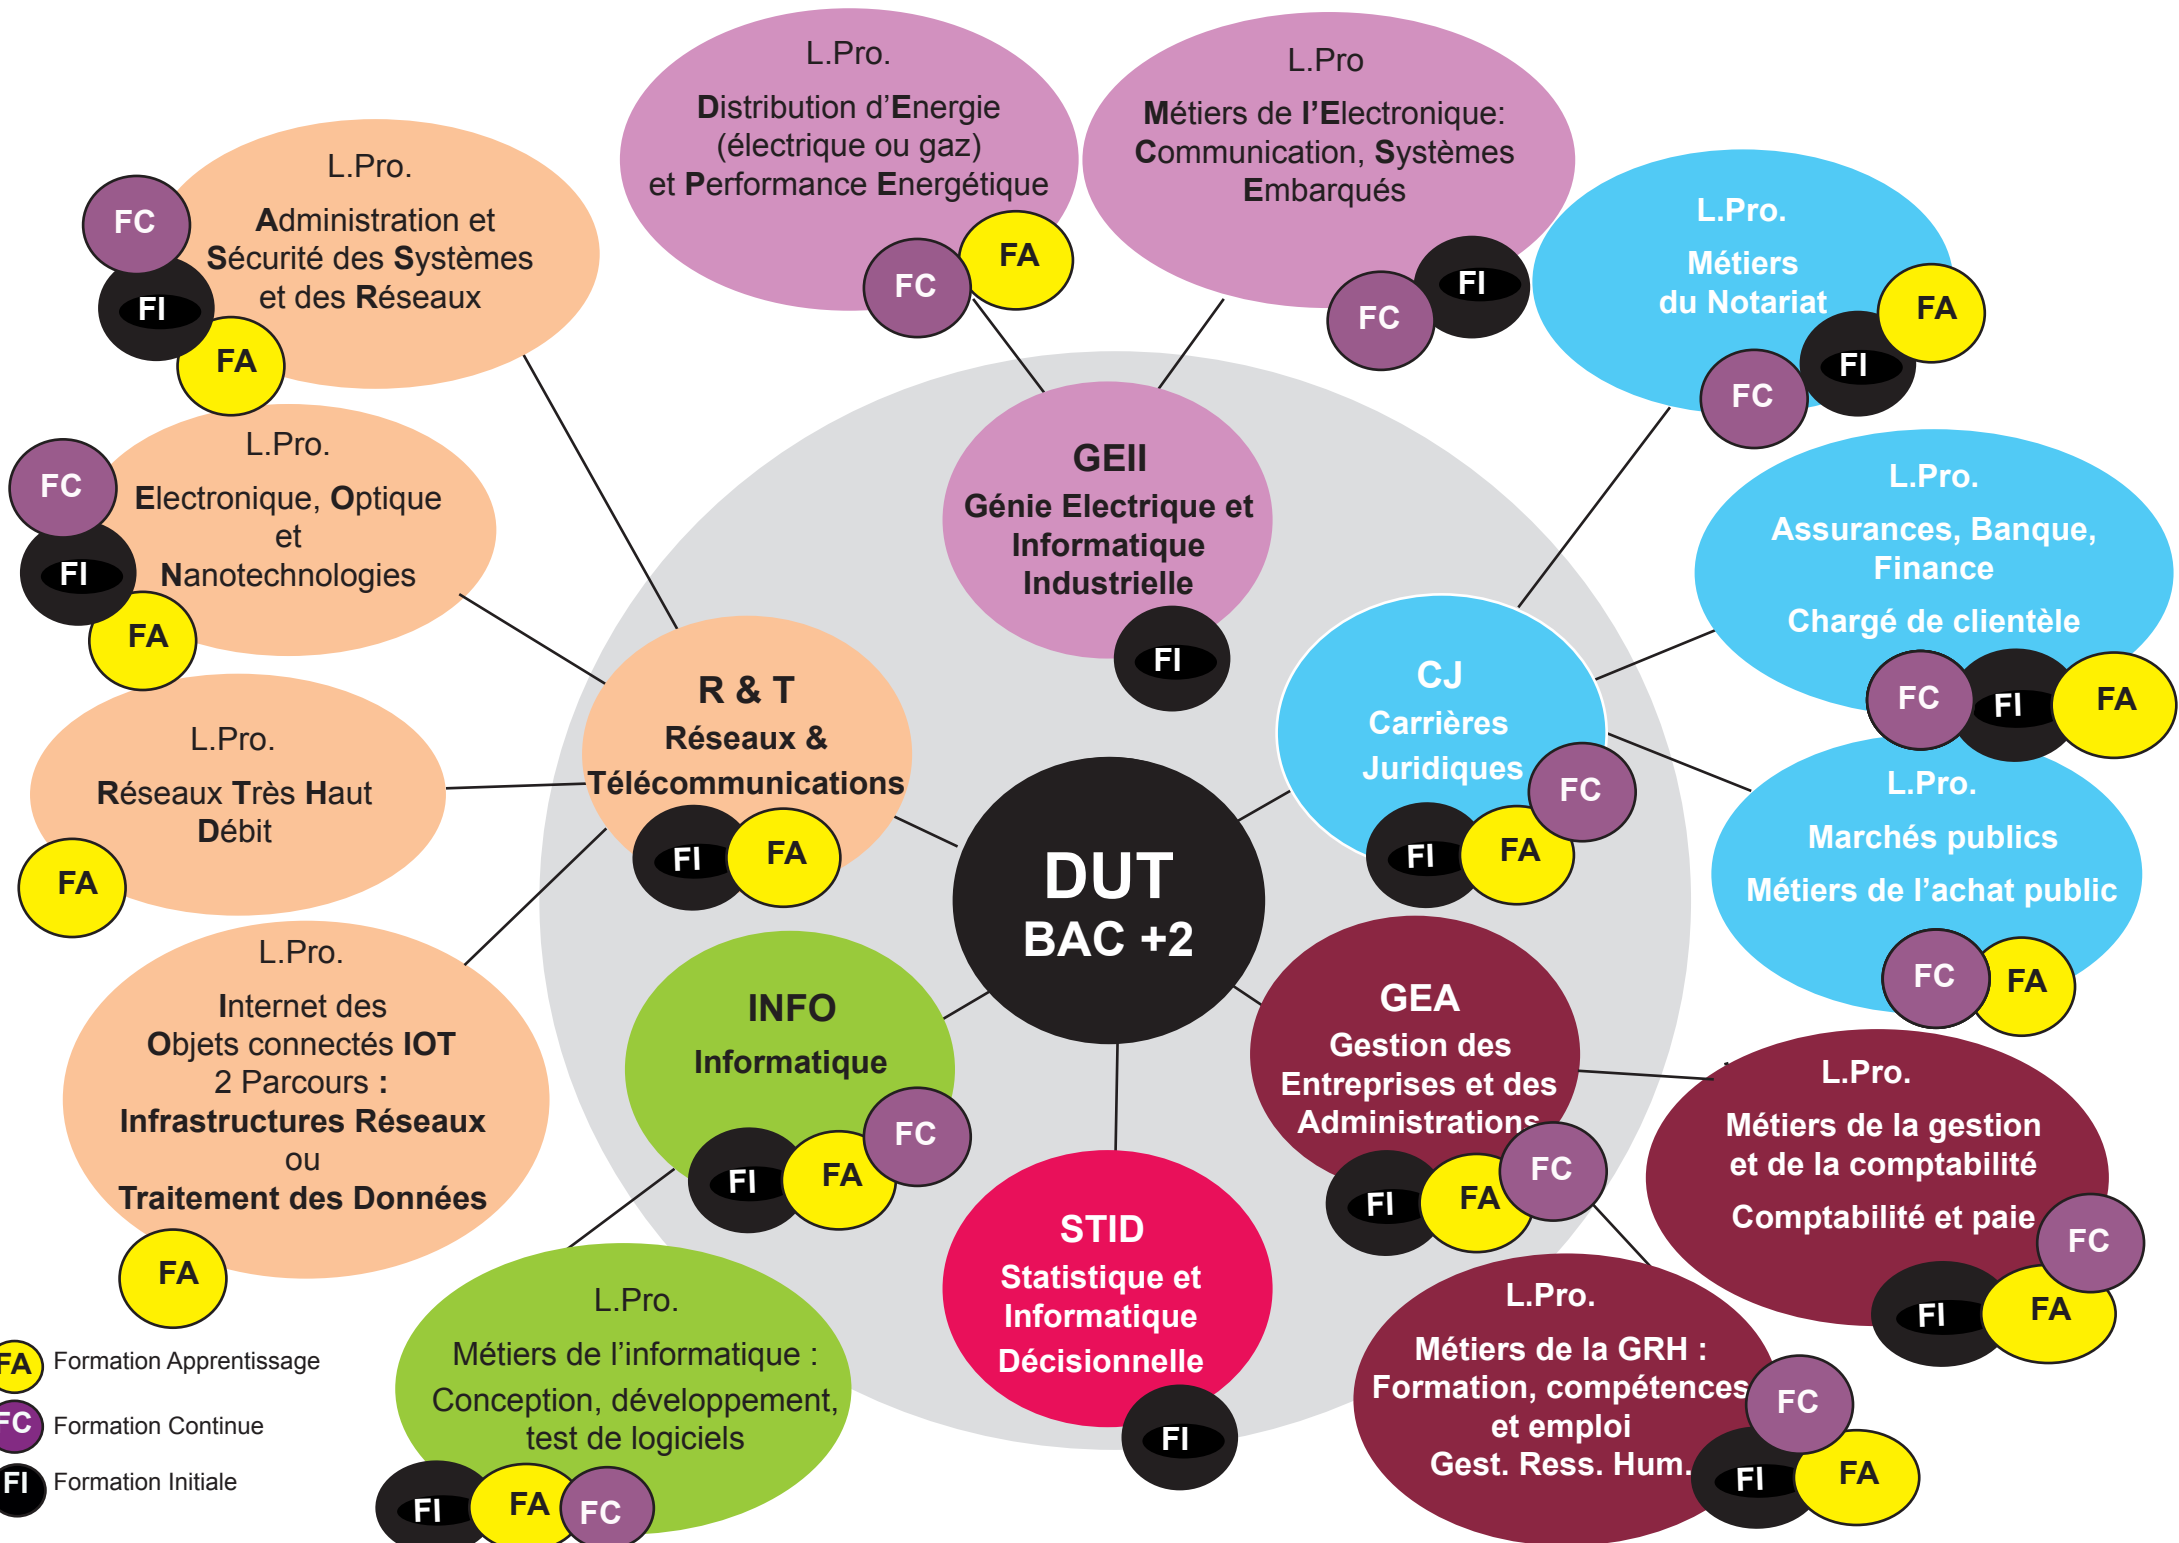 L.Pro.
Distribution d'Energie
(électrique ou gaz)
et Performance Energétique
FC
FA
L.Pro
Métiers de l'Electronique:
Communication, Systèmes
Embarqués
FC
FI
L.Pro.
Administration et
Sécurité des Systèmes
et des Réseaux
FC
FI
FA
L.Pro.
Métiers
du Notariat
FC
FI
FA
L.Pro.
Electronique, Optique
et
Nanotechnologies
FC
FI
FA
GEII
Génie Electrique et
Informatique
Industrielle
FI
L.Pro.
Assurances, Banque,
Finance
Chargé de clientèle
FC
FI
FA
R & T
Réseaux &
Télécommunications
FI
FA
CJ
Carrières
Juridiques
FI
FA
FC
L.Pro.
Réseaux Très Haut
Débit
FA
DUT
BAC +2
L.Pro.
Marchés publics
Métiers de l'achat public
FC
FA
L.Pro.
Internet des
Objets connectés IOT
2 Parcours :
Infrastructures Réseaux
ou
Traitement des Données
FA
INFO
Informatique
FI
FA
FC
GEA
Gestion des
Entreprises et des
Administrations
FI
FA
FC
L.Pro.
Métiers de la gestion
et de la comptabilité
Comptabilité et paie
FI
FA
FC
STID
Statistique et
Informatique
Décisionnelle
FI
L.Pro.
Métiers de l'informatique :
Conception, développement,
test de logiciels
FI
FA
FC
L.Pro.
Métiers de la GRH :
Formation, compétences
et emploi
Gest. Ress. Hum.
FC
FI
FA
FA Formation Apprentissage
FC Formation Continue
FI Formation Initiale